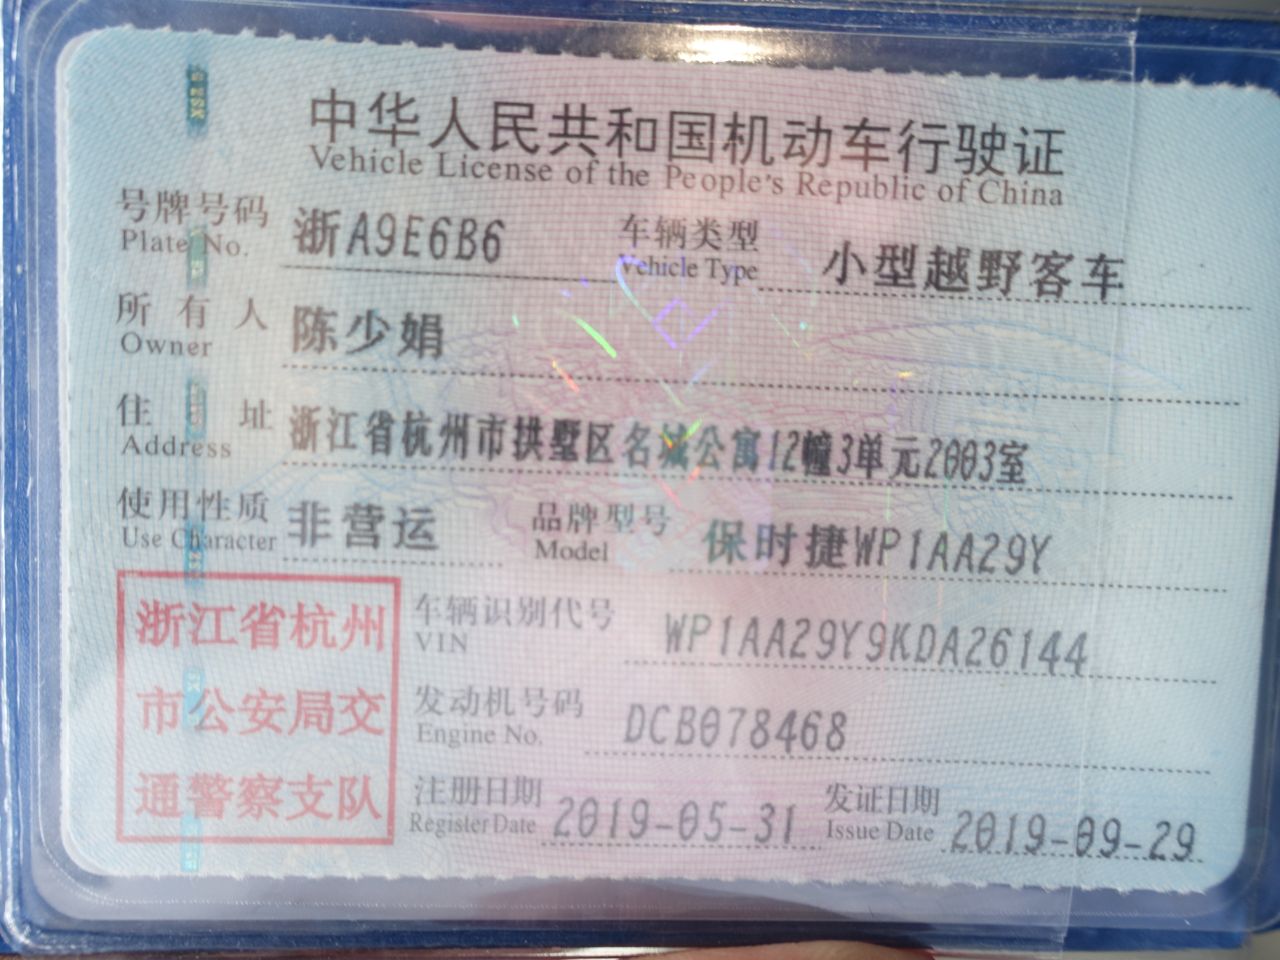 中华人民共和国机动车行驶证
Vehicle License of the People's Republic of China
号牌号码 浙A9E6B6 车辆类型 小型越野客车
Plate No. Vehicle Type
所有人 陈少娟
Owner
住址 浙江省杭州市拱墅区名城公寓12幢3单元2003室
Address
使用性质 非营运 品牌型号 保时捷WP1AA29Y
Use Character Model
浙江省杭州
市公安局交
通警察支队
车辆识别代号 WP1AA29Y9KDA26144
VIN
发动机号码 DCB078468
Engine No.
注册日期 2019-05-31 发证日期 2019-09-29
Register Date Issue Date